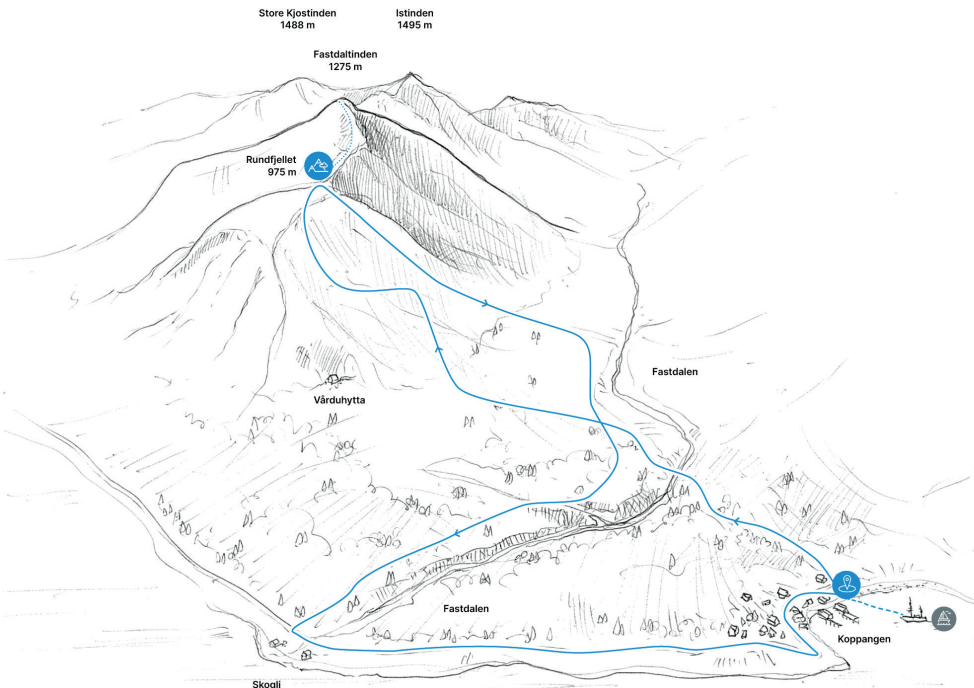 Store Kjostinden
1488 m
Istinden
1495 m
Fastdaltinden
1275 m
Rundfjellet
975 m
Fastdalen
Vårduhytta
Fastdalen
Koppangen
Skogli